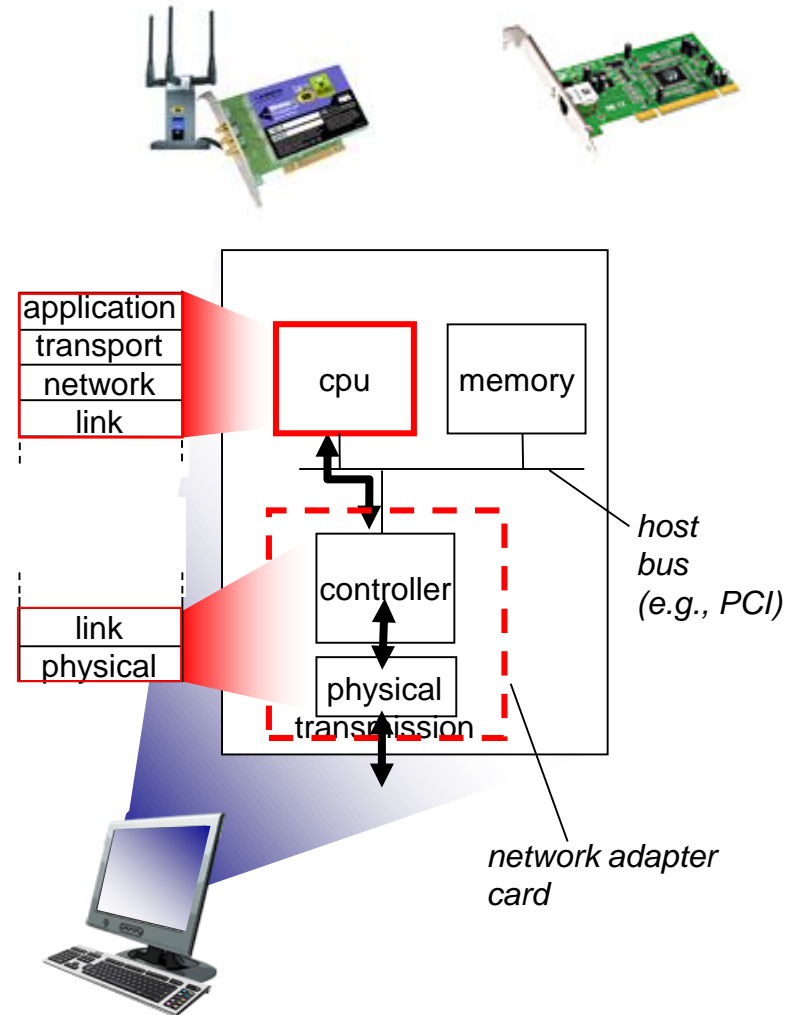 application
transport
network
link
cpu
memory
host
bus
(e.g., PCI)
controller
link
physical
physical
transmission
network adapter
card